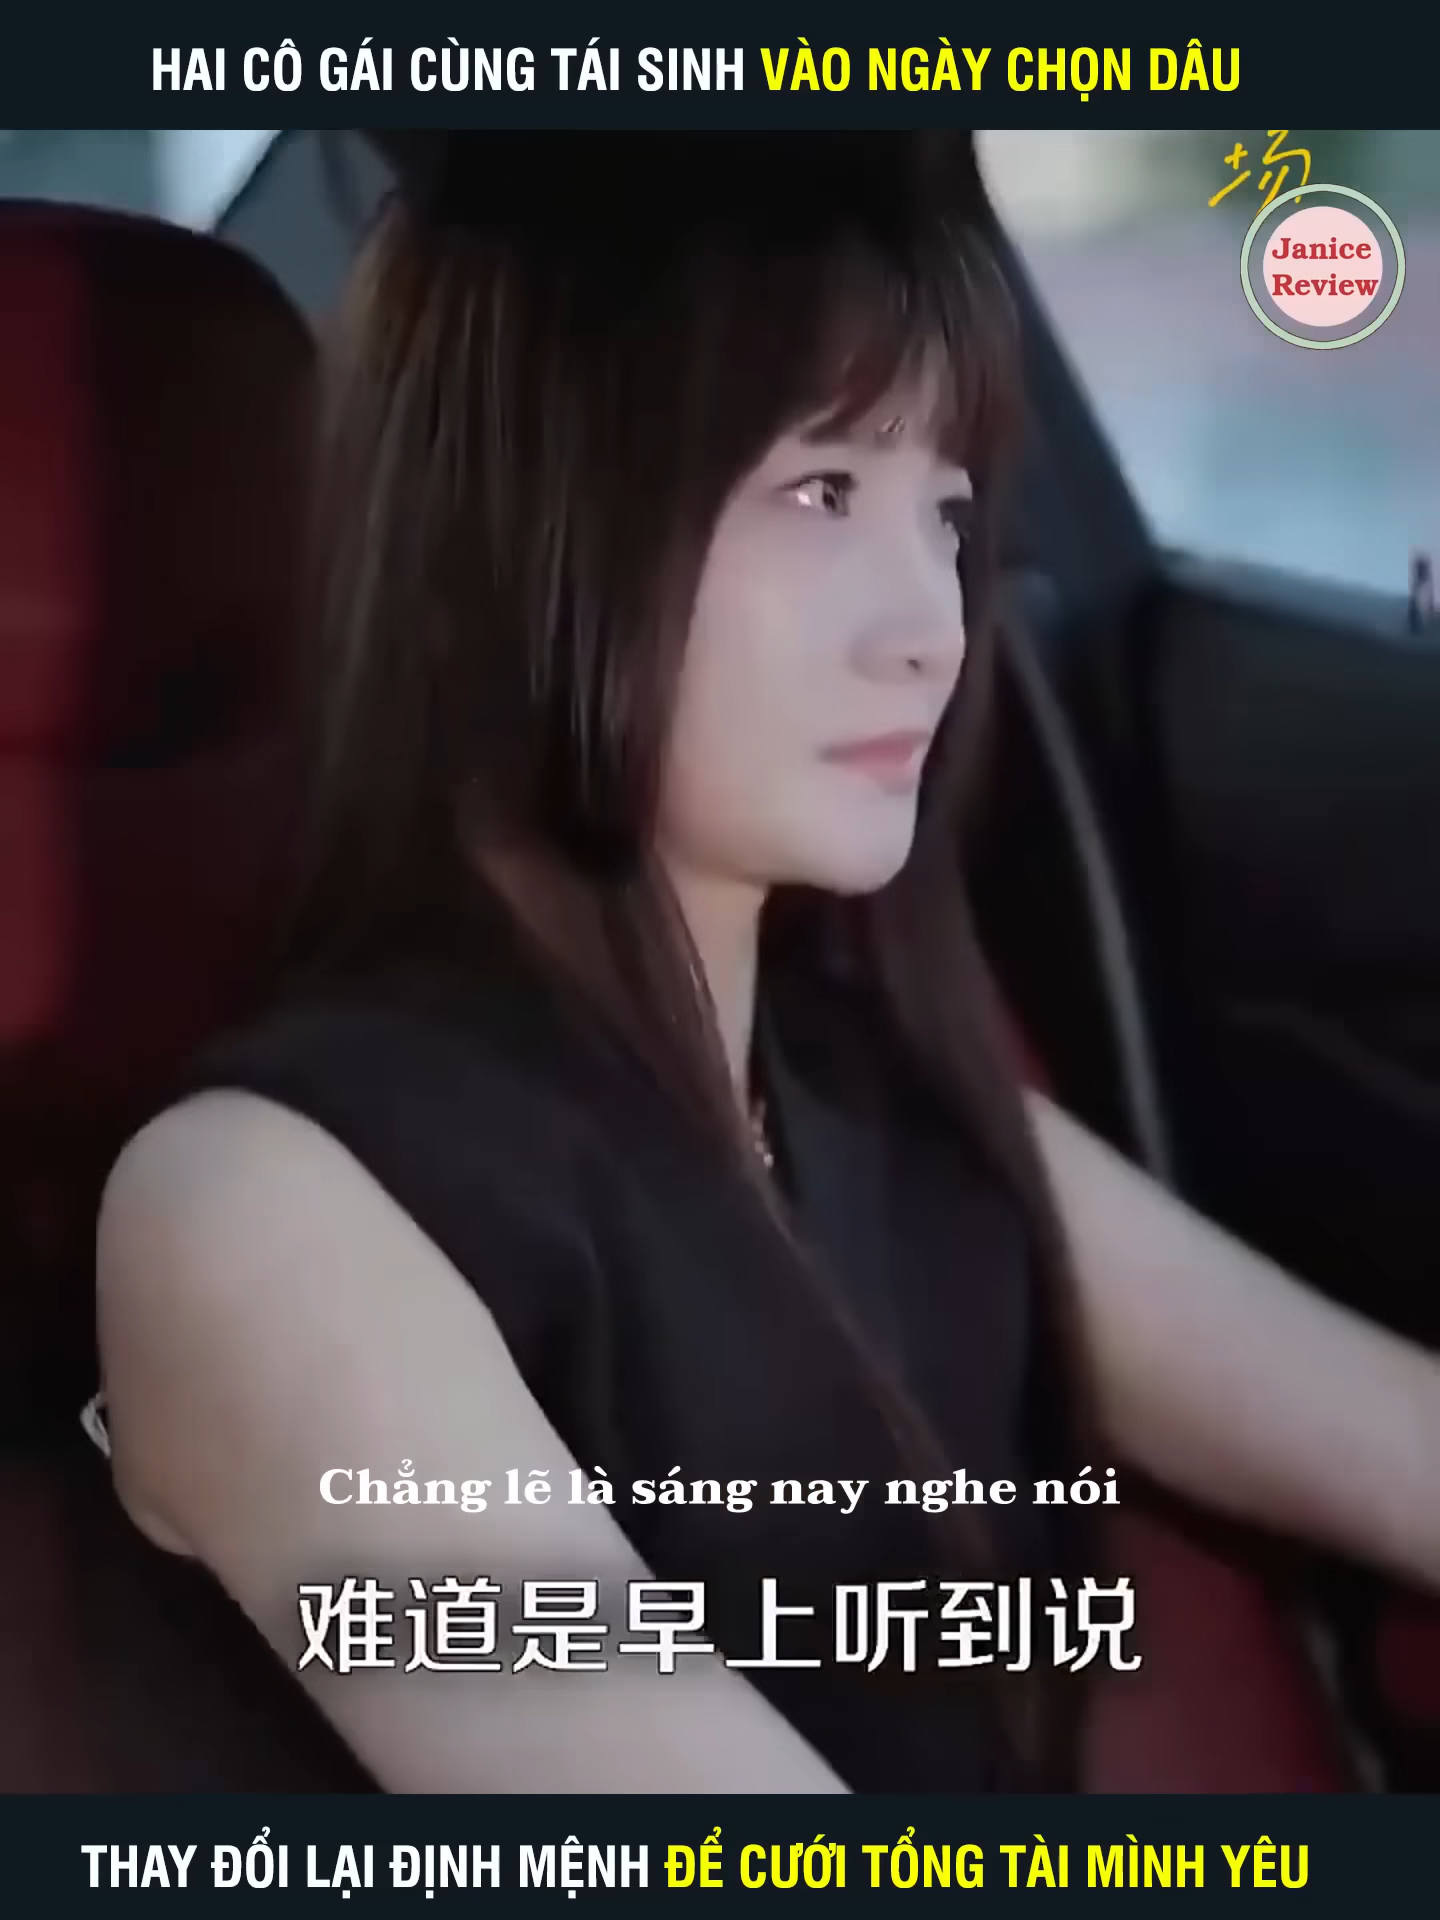 HAI CÔ GÁI CÙNG TÁI SINH VÀO NGÀY CHỌN DÂU
场
Janice
Review
Chẳng lẽ là sáng nay nghe nói
难道是早上听到说
THAY ĐỔI LẠI ĐỊNH MỆNH ĐỂ CƯỚI TỔNG TÀI MÌNH YÊU